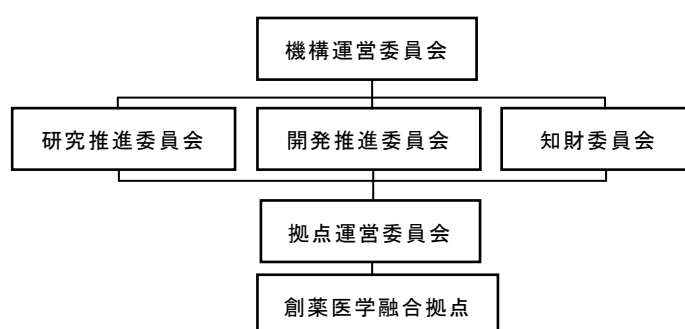 機構運営委員会
研究推進委員会
開発推進委員会
知財委員会
拠点運営委員会
創薬医学融合拠点